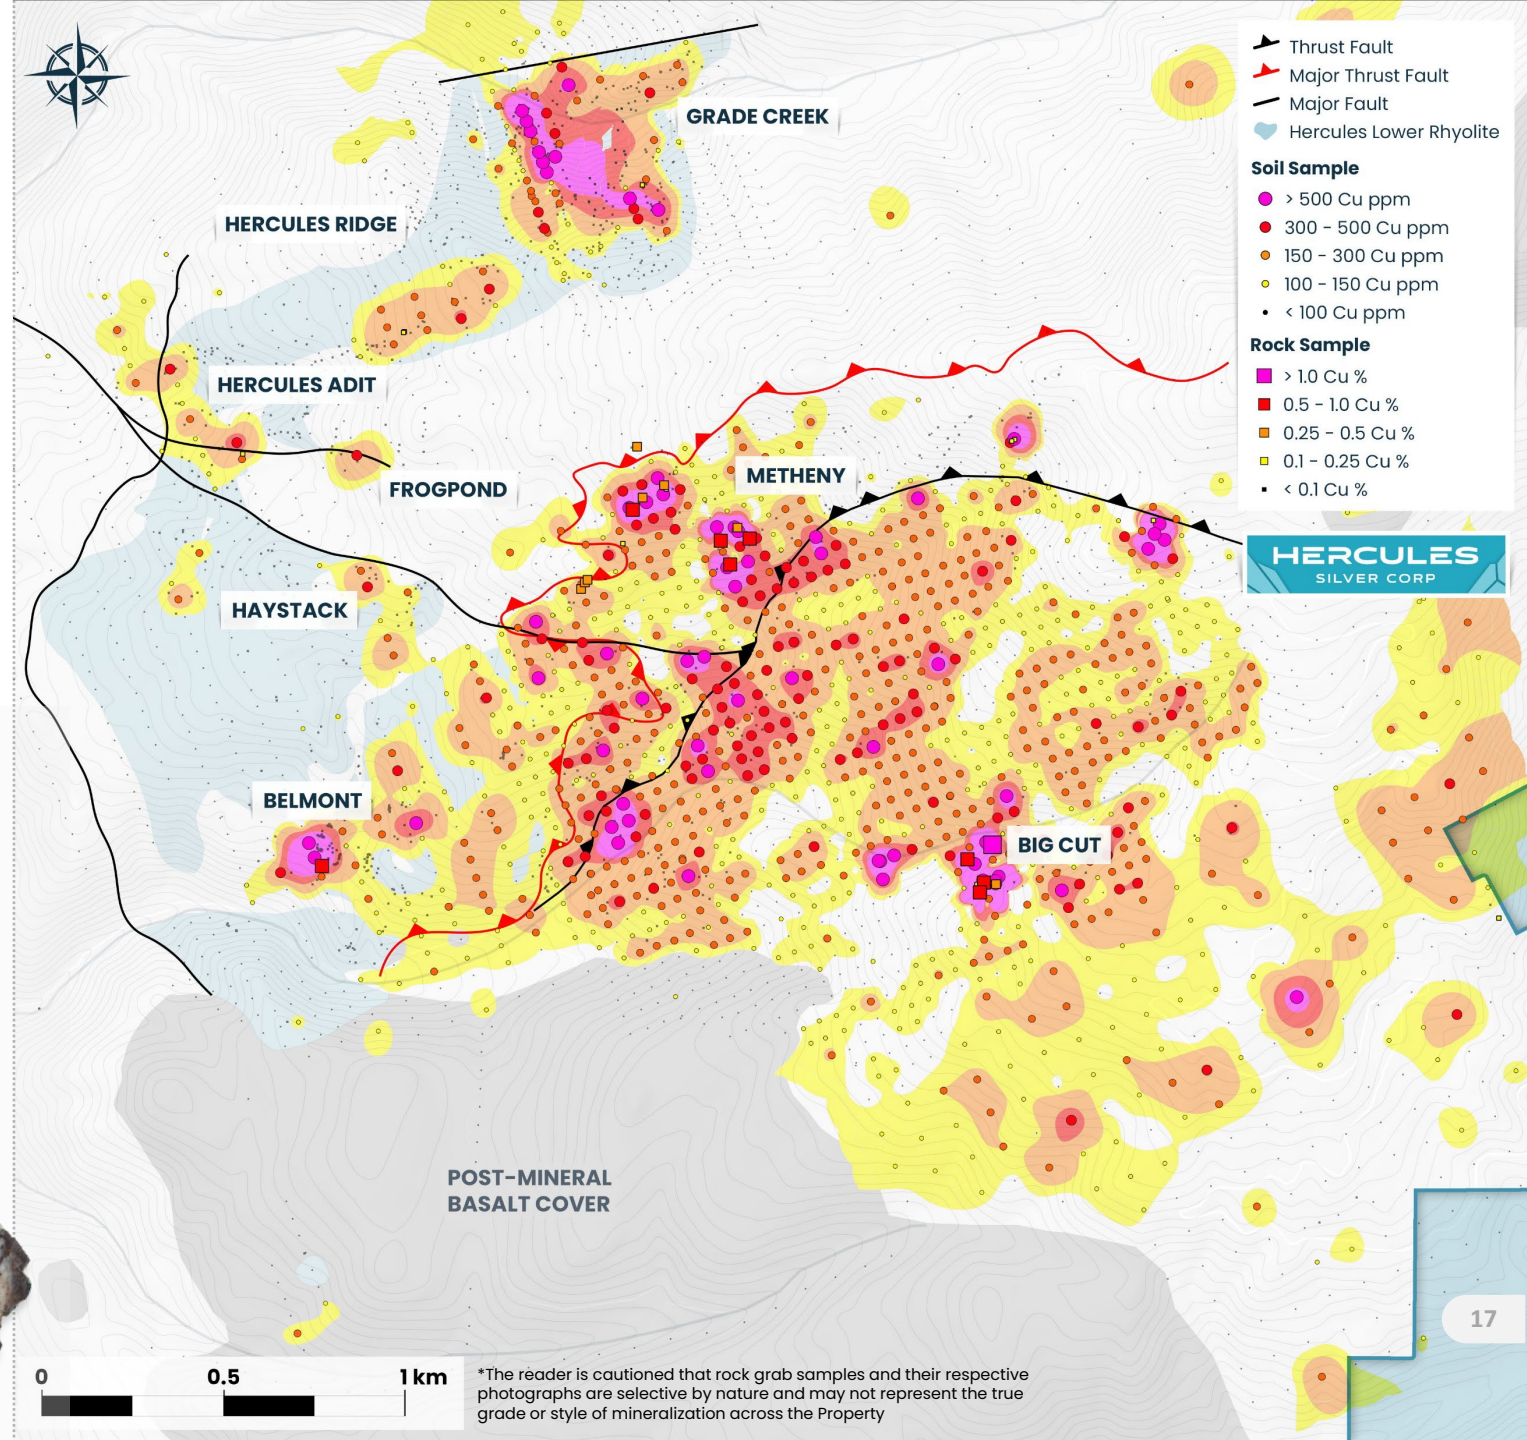 Thrust Fault
Major Thrust Fault
Major Fault
Hercules Lower Rhyolite
Soil Sample
> 500 Cu ppm
300 - 500 Cu ppm
150 - 300 Cu ppm
100 - 150 Cu ppm
< 100 Cu ppm
Rock Sample
> 1.0 Cu %
0.5 - 1.0 Cu %
0.25 - 0.5 Cu %
0.1 - 0.25 Cu %
< 0.1 Cu %
GRADE CREEK
HERCULES RIDGE
HERCULES ADIT
METHENY
FROGPOND
HERCULES
SILVER CORP
HAYSTACK
BELMONT
BIG CUT
POST-MINERAL
BASALT COVER
17
0 0.5 1 km
*The reader is cautioned that rock grab samples and their respective
photographs are selective by nature and may not represent the true
grade or style of mineralization across the Property